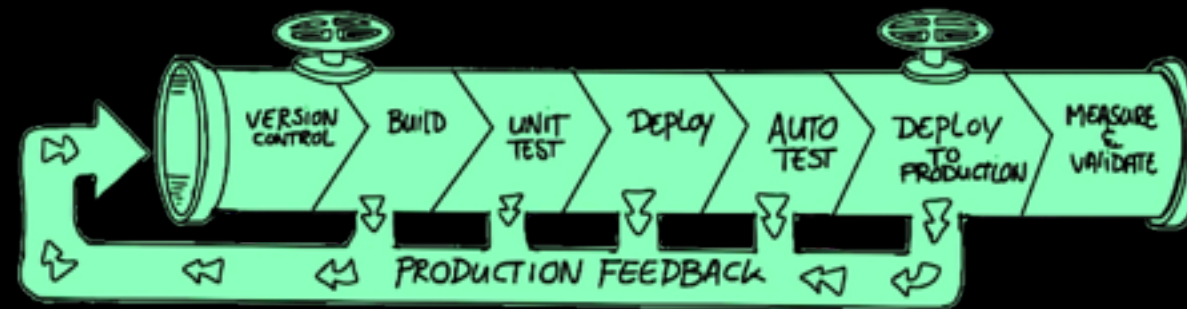 VERSION
CONTROL
BUILD
UNIT
TEST
DEPLOY
AUTO
TEST
DEPLOY
TO
PRODUCTION
MEASURE
&
VALIDATE
PRODUCTION FEEDBACK